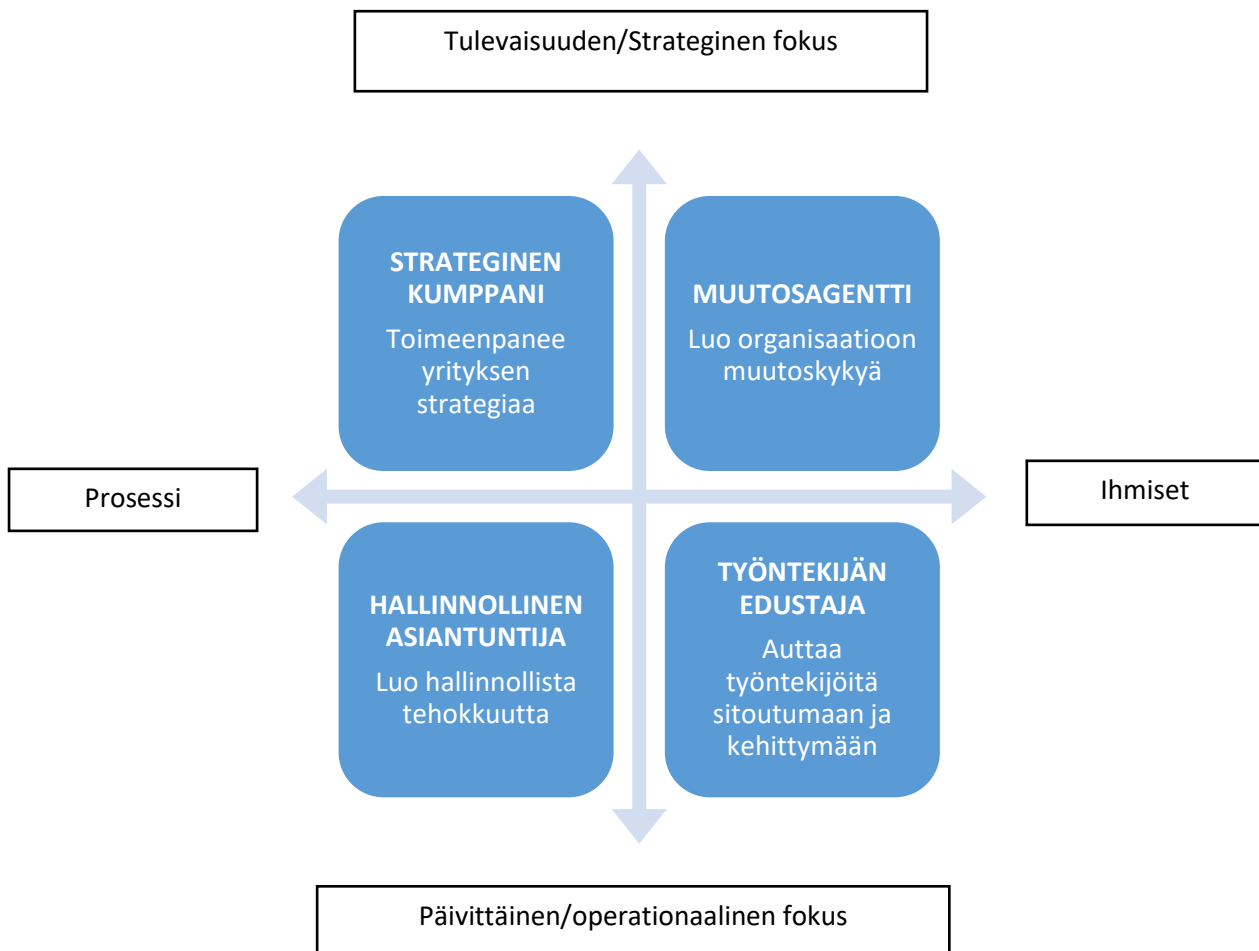 Tulevaisuuden/Strateginen fokus
STRATEGINEN
KUMPPANI
Toimeenpanee
yrityksen
strategiaa
MUUTOSAGENTTI
Luo organisaatioon
muutoskykyä
Prosessi
Ihmiset
HALLINNOLLINEN
ASIANTUNTIJA
Luo hallinnollista
tehokkuutta
TYÖNTEKIJÄN
EDUSTAJA
Auttaa
työntekijöitä
sitoutumaan ja
kehittymään
Päivittäinen/operationaalinen fokus